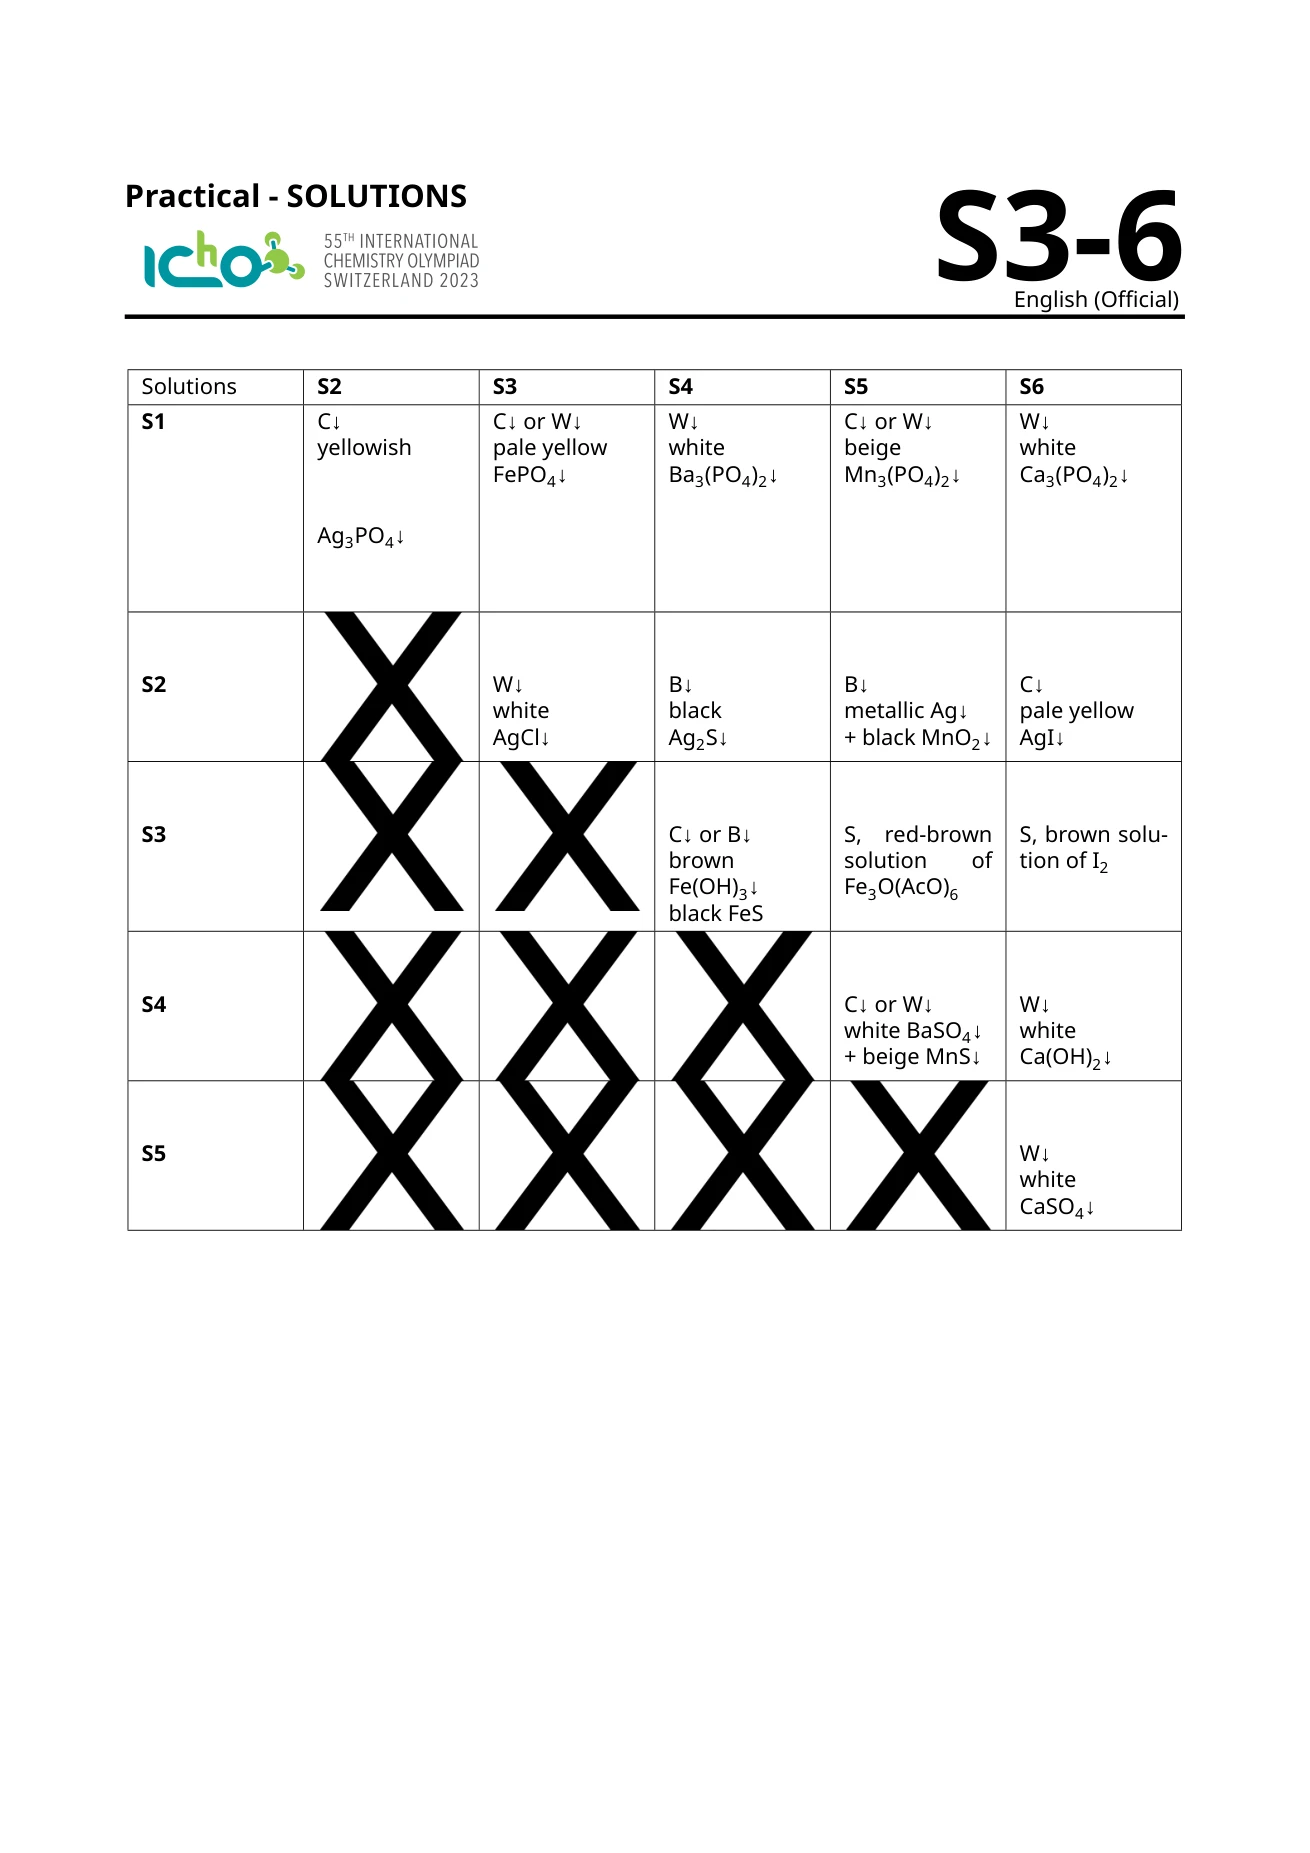 Practical - SOLUTIONS
IChO
55TH INTERNATIONAL
CHEMISTRY OLYMPIAD
SWITZERLAND 2023
S3-6
English (Official)
Solutions S2 S3 S4 S5 S6
S1
C↓
yellowish
Ag₃PO₄↓
C↓ or W↓
pale yellow
FePO₄↓
W↓
white
Ba₃(PO₄)₂↓
C↓ or W↓
beige
Mn₃(PO₄)₂↓
W↓
white
Ca₃(PO₄)₂↓
S2
W↓
white
AgCl↓
B↓
black
Ag₂S↓
B↓
metallic Ag↓
+ black MnO₂↓
C↓
pale yellow
AgI↓
S3
C↓ or B↓
brown
Fe(OH)₃↓
black FeS
S, red-brown
solution of
Fe₃O(AcO)₆
S, brown solu-
tion of I₂
S4
C↓ or W↓
white BaSO₄↓
+ beige MnS↓
W↓
white
Ca(OH)₂↓
S5
W↓
white
CaSO₄↓